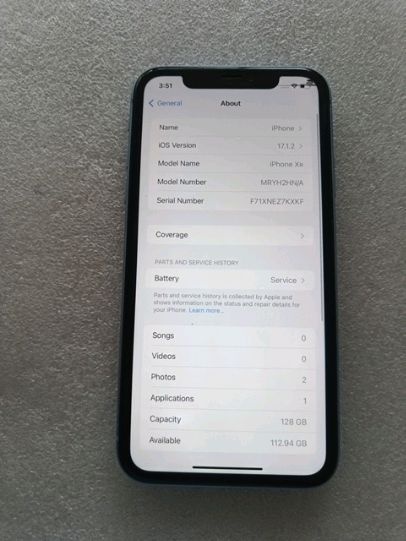 3:51
General
About
Name iPhone
iOS Version 17.1.2
Model Name iPhone XR
Model Number MRYH2HN/A
Serial Number F71XNEZ7KXKF
Coverage
PARTS AND SERVICE HISTORY
Battery Service
Parts and service history is collected by Apple and
shows information on the status and repair details for
your iPhone. Learn more...
Songs 0
Videos 0
Photos 2
Applications 1
Capacity 128 GB
Available 112.94 GB